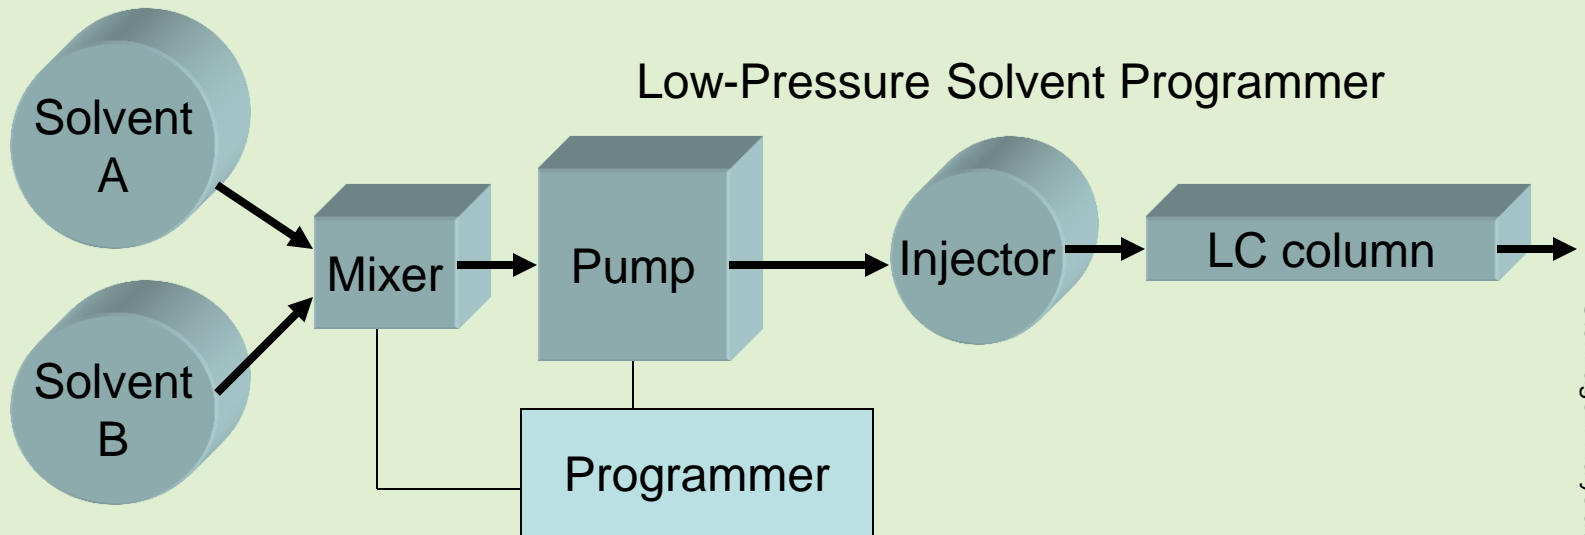 Low-Pressure Solvent Programmer
Solvent
A
Solvent
B
Mixer
Pump
Injector
LC column
Programmer